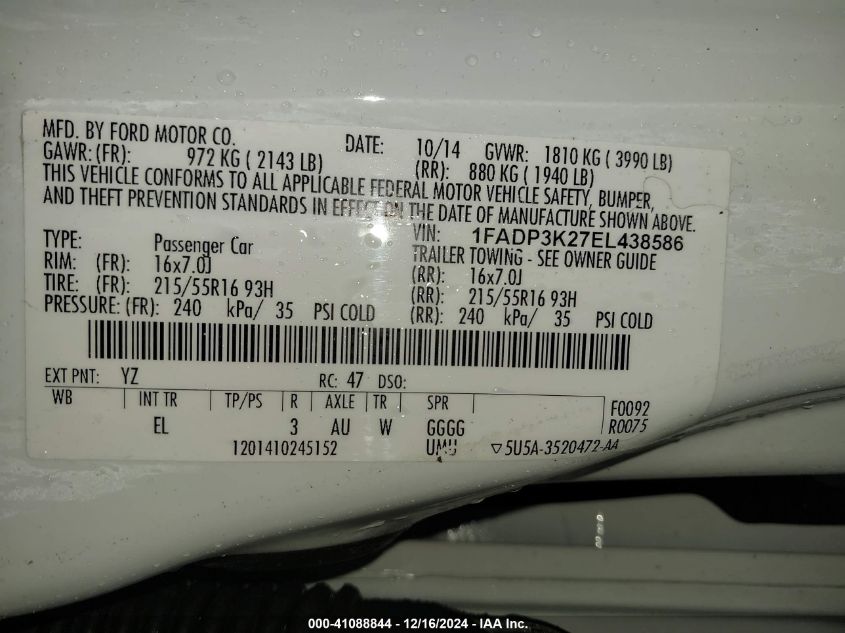 MFD. BY FORD MOTOR CO. DATE: 10/14 GVWR: 1810 KG ( 3990 LB)
GAWR: (FR): 972 KG ( 2143 LB) (RR): 880 KG ( 1940 LB)
THIS VEHICLE CONFORMS TO ALL APPLICABLE FEDERAL MOTOR VEHICLE SAFETY, BUMPER,
AND THEFT PREVENTION STANDARDS IN EFFECT ON THE DATE OF MANUFACTURE SHOWN ABOVE.
VIN: 1FADP3K27EL438586
TYPE: Passenger Car TRAILER TOWING - SEE OWNER GUIDE
RIM: (FR): 16x7.0J (RR): 16x7.0J
TIRE: (FR): 215/55R16 93H (RR): 215/55R16 93H
PRESSURE: (FR): 240 kPa/ 35 PSI COLD (RR): 240 kPa/ 35 PSI COLD
EXT PNT: YZ RC: 47 DSO:
WB INT TR TP/PS R AXLE TR SPR F0092
EL 3 AU W GGGG R0075
1201410245152 UMU ▽5U5A-3520472-AA
000-41088844 - 12/16/2024 - IAA Inc.